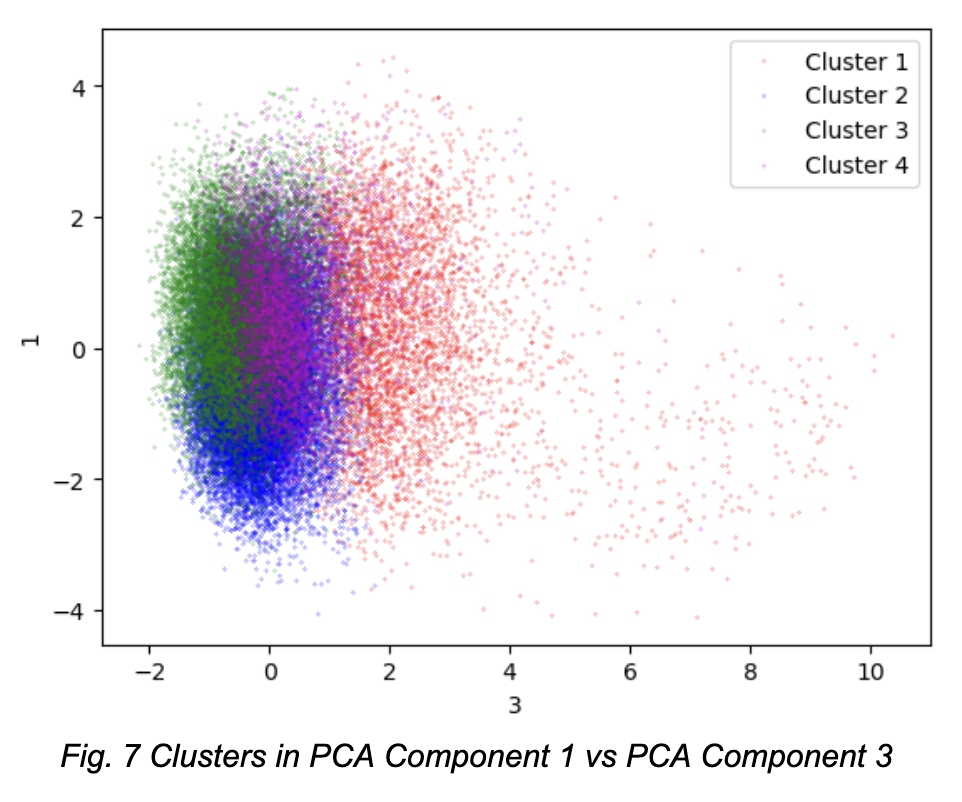 Cluster 1
Cluster 2
Cluster 3
Cluster 4
4
2
0
−2
−4
1
−2 0 2 4 6 8 10
3
Fig. 7 Clusters in PCA Component 1 vs PCA Component 3